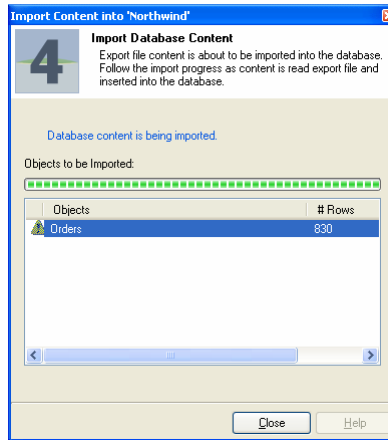 Import Content into 'Northwind'
4
Import Database Content
Export file content is about to be imported into the database.
Follow the import progress as content is read export file and
inserted into the database.
Database content is being imported.
Objects to be Imported:
Objects # Rows
Orders 830
Close Help